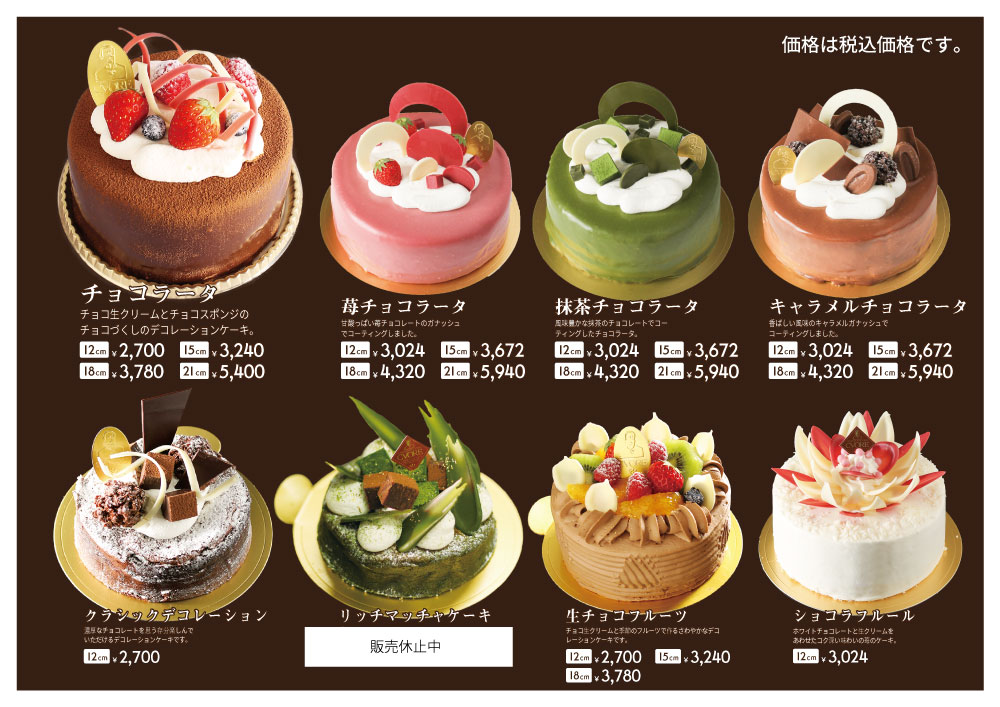 価格は税込価格です。
チョコラータ
チョコ生クリームとチョコスポンジの
チョコづくしのデコレーションケーキ。
12cm ¥2,700 15cm ¥3,240
18cm ¥3,780 21cm ¥5,400
苺チョコラータ
甘酸っぱい苺チョコレートのガナッシュ
でコーティングしました。
12cm ¥3,024 15cm ¥3,672
18cm ¥4,320 21cm ¥5,940
抹茶チョコラータ
風味豊かな抹茶のチョコレートでコー
ティングしたチョコラータ。
12cm ¥3,024 15cm ¥3,672
18cm ¥4,320 21cm ¥5,940
キャラメルチョコラータ
香ばしい風味のキャラメルガナッシュで
コーティングしました。
12cm ¥3,024 15cm ¥3,672
18cm ¥4,320 21cm ¥5,940
クラシックデコレーション
濃厚なチョコレートを思う存分楽しんで
いただけるデコレーションケーキです。
12cm ¥2,700
リッチマッチャケーキ
販売休止中
生チョコフルーツ
チョコ生クリームと季節のフルーツで作るさわやかなデコ
レーションケーキです。
12cm ¥2,700 15cm ¥3,240
18cm ¥3,780
ショコラフルール
ホワイトチョコレートと生クリームを
あわせたコク深い味わいの苺のケーキ。
12cm ¥3,024